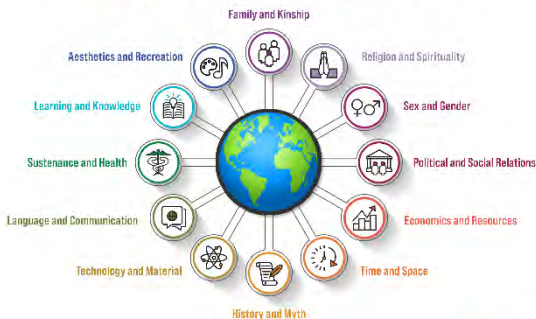 Family and Kinship
Religion and Spirituality
Sex and Gender
Political and Social Relations
Economics and Resources
Time and Space
History and Myth
Technology and Material
Language and Communication
Sustenance and Health
Learning and Knowledge
Aesthetics and Recreation